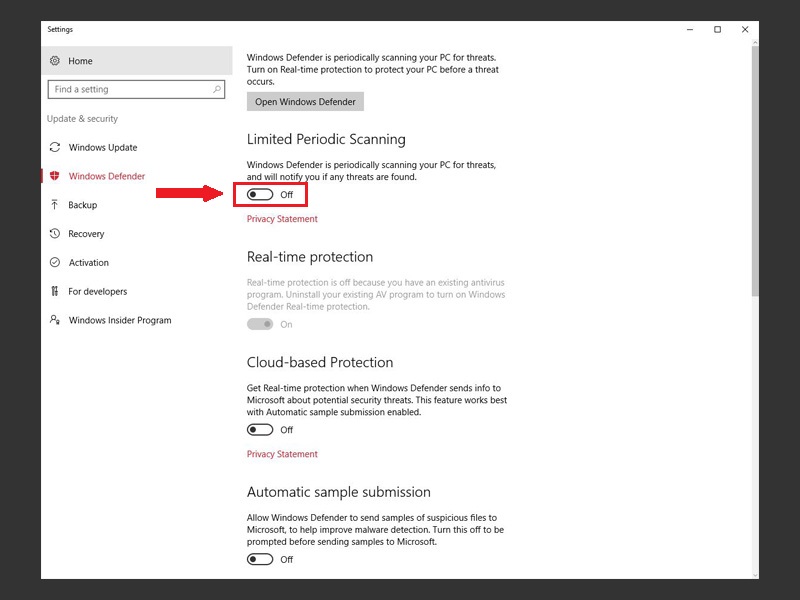 Settings
Home
Find a setting
Update & security
Windows Update
Windows Defender
Backup
Recovery
Activation
For developers
Windows Insider Program
Windows Defender is periodically scanning your PC for threats.
Turn on Real-time protection to protect your PC before a threat
occurs.
Open Windows Defender
Limited Periodic Scanning
Windows Defender is periodically scanning your PC for threats,
and will notify you if any threats are found.
Off
Privacy Statement
Real-time protection
Real-time protection is off because you have an existing antivirus
program. Uninstall your existing AV program to turn on Windows
Defender Real-time protection.
On
Cloud-based Protection
Get Real-time protection when Windows Defender sends info to
Microsoft about potential security threats. This feature works best
with Automatic sample submission enabled.
Off
Privacy Statement
Automatic sample submission
Allow Windows Defender to send samples of suspicious files to
Microsoft, to help improve malware detection. Turn this off to be
prompted before sending samples to Microsoft.
Off